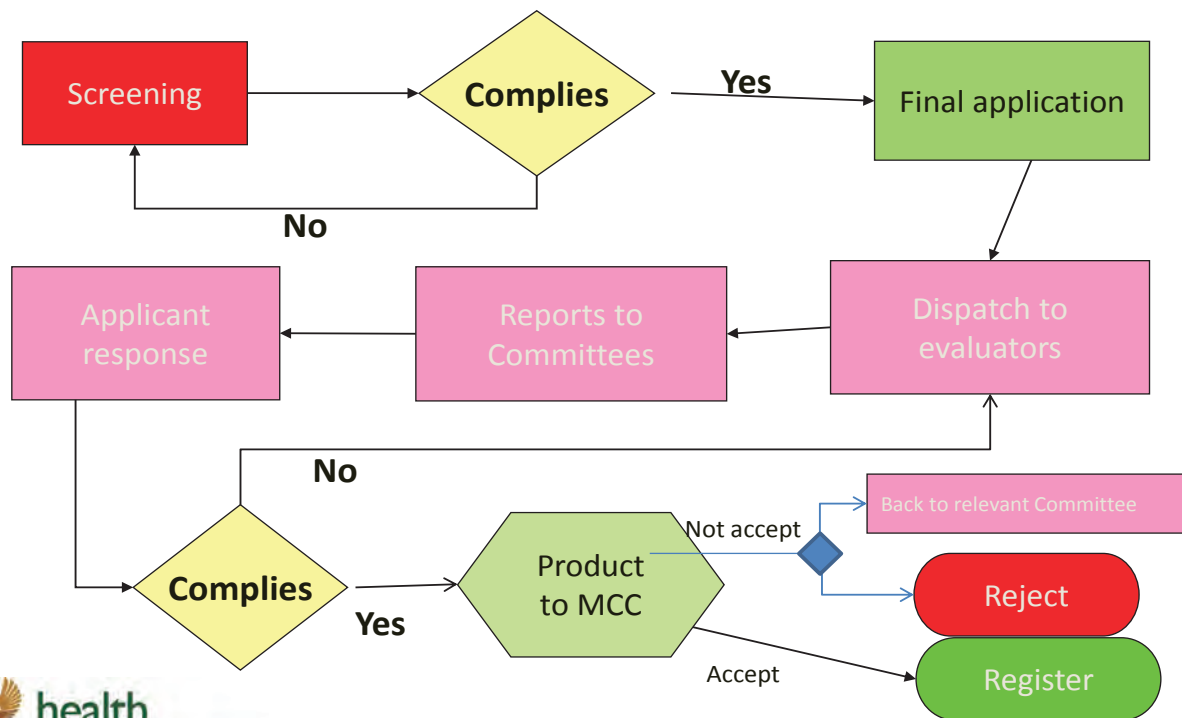 Screening
Complies
Yes
Final application
No
Applicant
response
Reports to
Committees
Dispatch to
evaluators
No
Back to relevant Committee
Not accept
Complies
Yes
Product
to MCC
Reject
Accept
Register
health